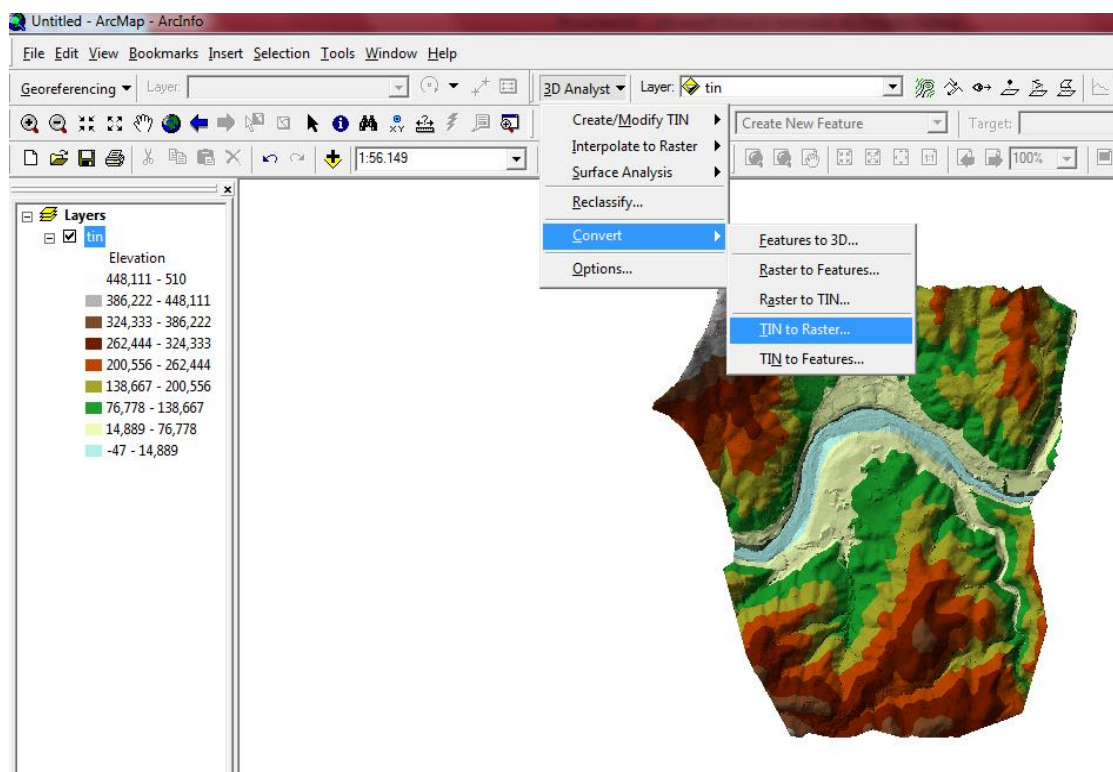 Untitled - ArcMap - ArcInfo
File Edit View Bookmarks Insert Selection Tools Window Help
Georeferencing Layer: 3D Analyst Layer: tin
Create/Modify TIN Create New Feature Target:
Interpolate to Raster
1:56.149 100%
Surface Analysis
Reclassify...
Convert
Options...
Features to 3D...
Raster to Features...
Raster to TIN...
TIN to Raster...
TIN to Features...
Layers
tin
Elevation
448,111 - 510
386,222 - 448,111
324,333 - 386,222
262,444 - 324,333
200,556 - 262,444
138,667 - 200,556
76,778 - 138,667
14,889 - 76,778
-47 - 14,889